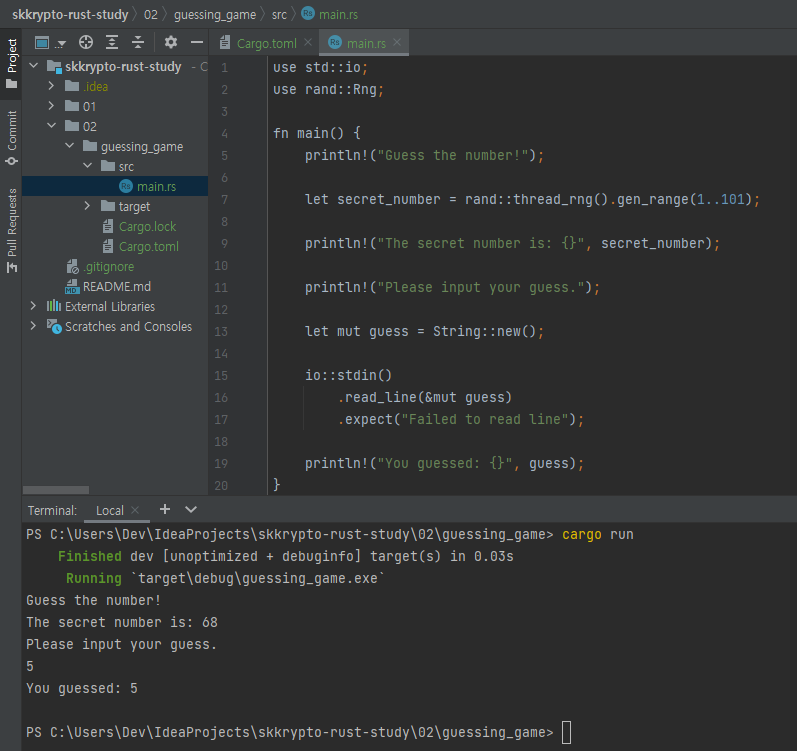 skkrypto-rust-study 〉 02 〉 guessing_game 〉 src 〉 main.rs
Project
Commit
Pull Requests
skkrypto-rust-study - C
.idea
01
02
guessing_game
src
main.rs
target
Cargo.lock
Cargo.toml
.gitignore
README.md
External Libraries
Scratches and Consoles
Cargo.toml main.rs
1 use std::io;
2 use rand::Rng;
3
4 fn main() {
5     println!("Guess the number!");
6
7     let secret_number = rand::thread_rng().gen_range(1..101);
8
9     println!("The secret number is: {}", secret_number);
10
11     println!("Please input your guess.");
12
13     let mut guess = String::new();
14
15     io::stdin()
16         .read_line(&mut guess)
17         .expect("Failed to read line");
18
19     println!("You guessed: {}", guess);
20 }
Terminal: Local
PS C:\Users\Dev\IdeaProjects\skkrypto-rust-study\02\guessing_game> cargo run
    Finished dev [unoptimized + debuginfo] target(s) in 0.03s
     Running `target\debug\guessing_game.exe`
Guess the number!
The secret number is: 68
Please input your guess.
5
You guessed: 5
PS C:\Users\Dev\IdeaProjects\skkrypto-rust-study\02\guessing_game>